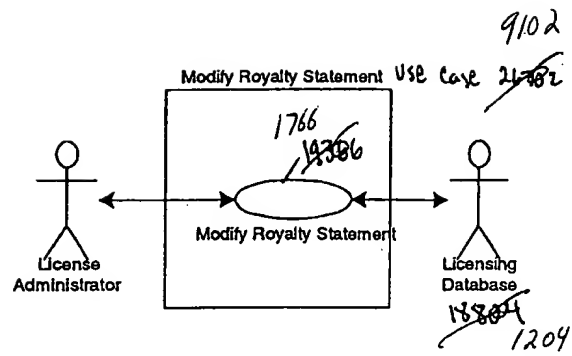 9102
Modify Royalty Statement Use Case
1766
Modify Royalty Statement
License
Administrator
Licensing
Database
1204